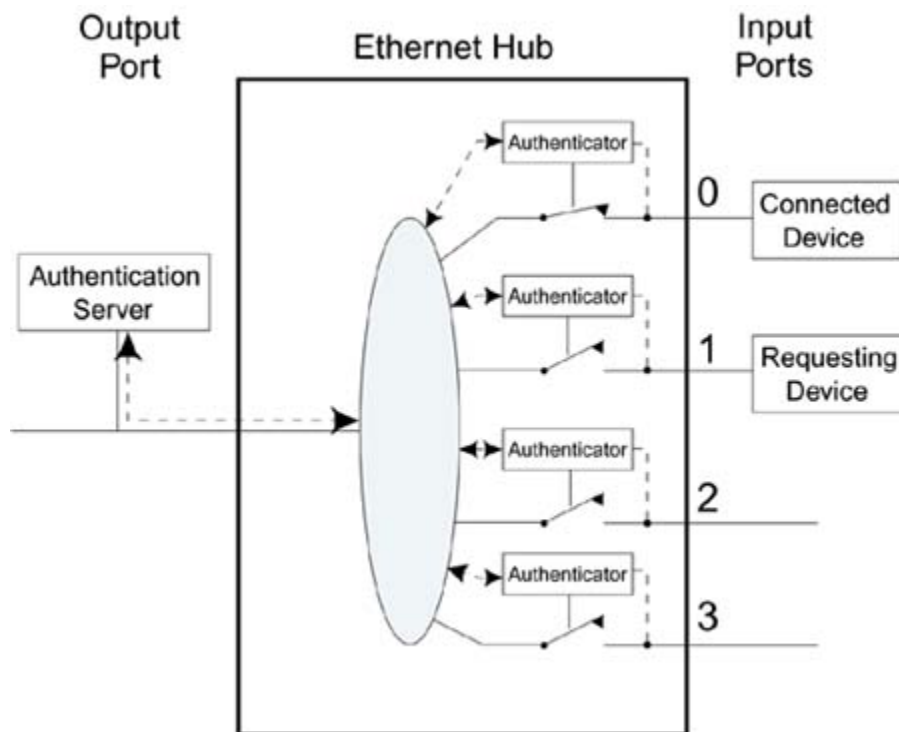 Output
Port
Ethernet Hub
Input
Ports
Authenticator
0
Connected
Device
Authentication
Server
Authenticator
1
Requesting
Device
Authenticator
2
Authenticator
3